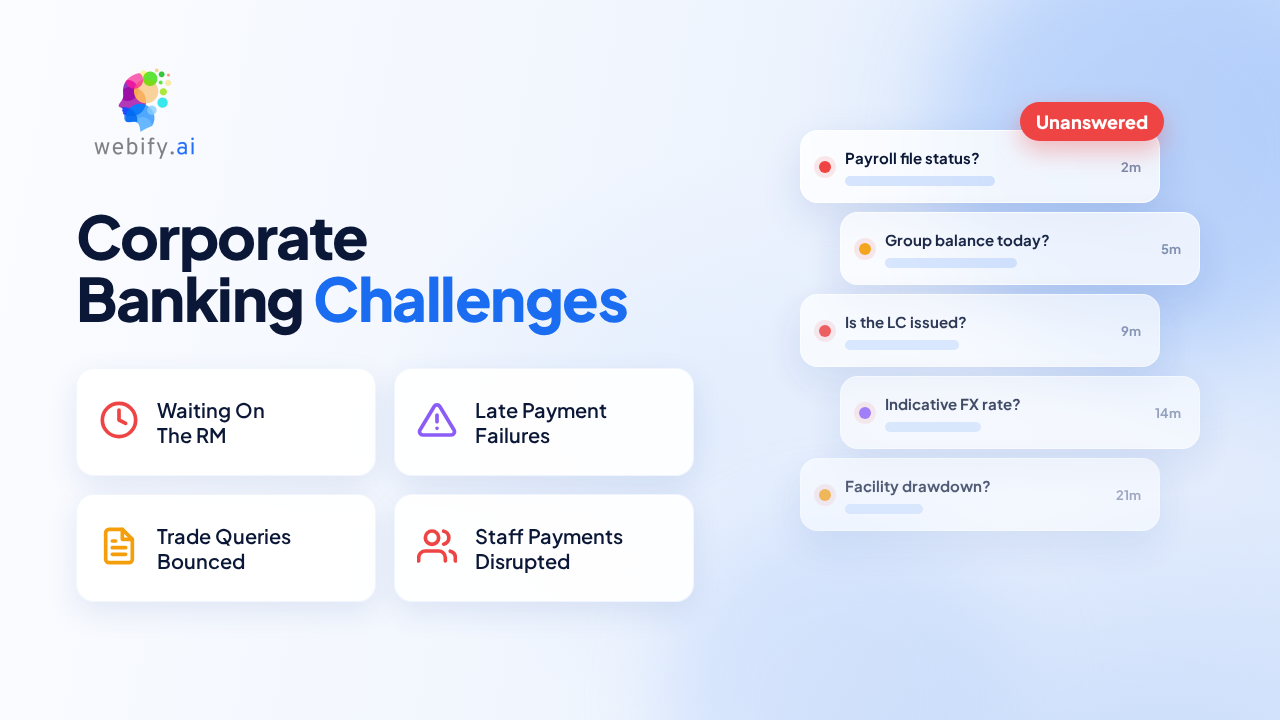 webify.ai
Corporate
Banking Challenges
Waiting On
The RM
Late Payment
Failures
Trade Queries
Bounced
Staff Payments
Disrupted
Unanswered
Payroll file status?
2m
Group balance today?
5m
Is the LC issued?
9m
Indicative FX rate?
14m
Facility drawdown?
21m